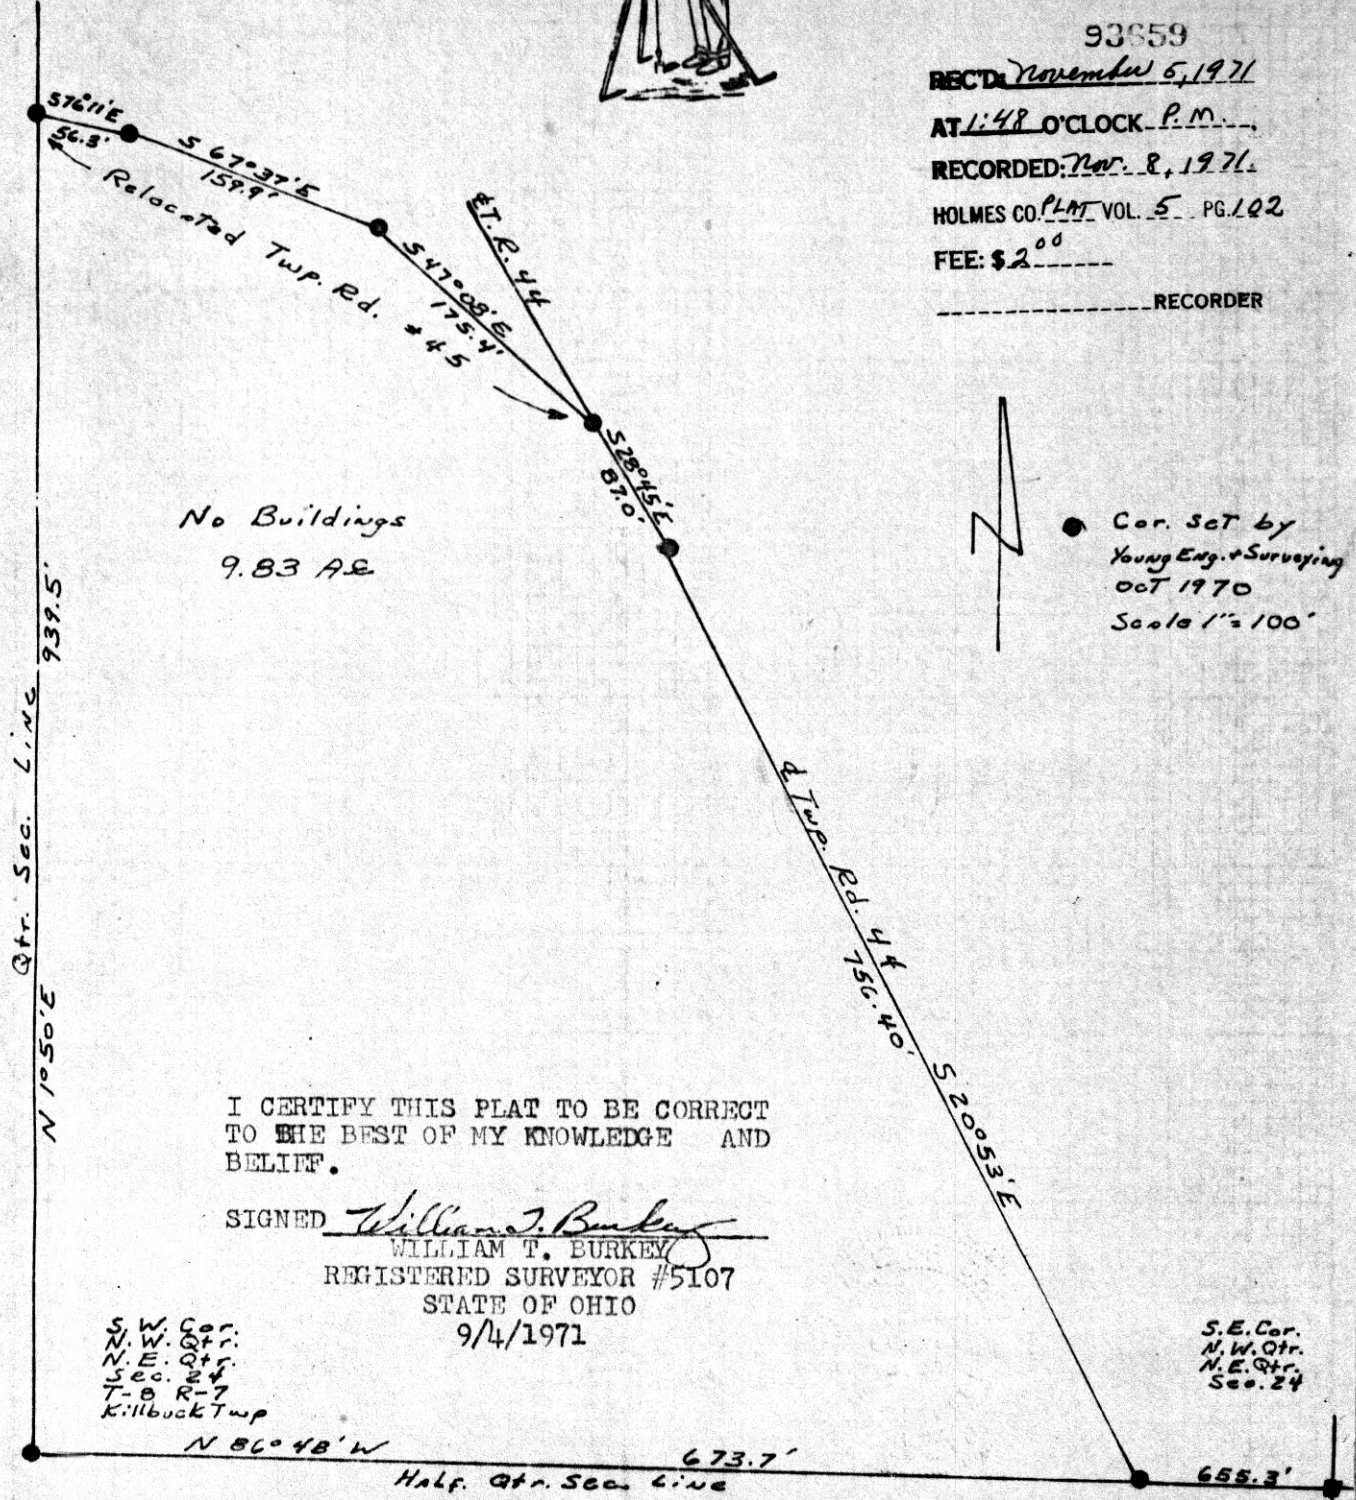 93659
REC'D: November 5, 1971
AT 1:48 O'CLOCK P.M.
RECORDED: Nov. 8, 1971.
HOLMES CO. PLAT VOL. 5 PG. 102
FEE: $ 2 00
RECORDER
S 76° 11' E
56.3'
S 67° 37' E
159.9'
Relocated Twp. Rd. #45
S 47° 08' E
175.4'
℄ T. R. 44
S 28° 45' E
87.0'
No Buildings
9.83 Ac
Cor. Set by
Young Eng. + Surveying
Oct 1970
Scale 1" = 100'
Qtr. Sec. Line 939.5'
N 1° 50' E
℄ Twp. Rd. 44
756.40'
S 20° 53' E
I CERTIFY THIS PLAT TO BE CORRECT
TO THE BEST OF MY KNOWLEDGE AND
BELIEF.
SIGNED William T. Burkey
WILLIAM T. BURKEY
REGISTERED SURVEYOR #5107
STATE OF OHIO
9/4/1971
S. W. Cor.
N. W. Qtr.
N. E. Qtr.
Sec. 24
T-8 R-7
Killbuck Twp
S. E. Cor.
N. W. Qtr.
N. E. Qtr.
Sec. 24
N 86° 48' W 673.7'
Half. Qtr. Sec. Line
655.3'